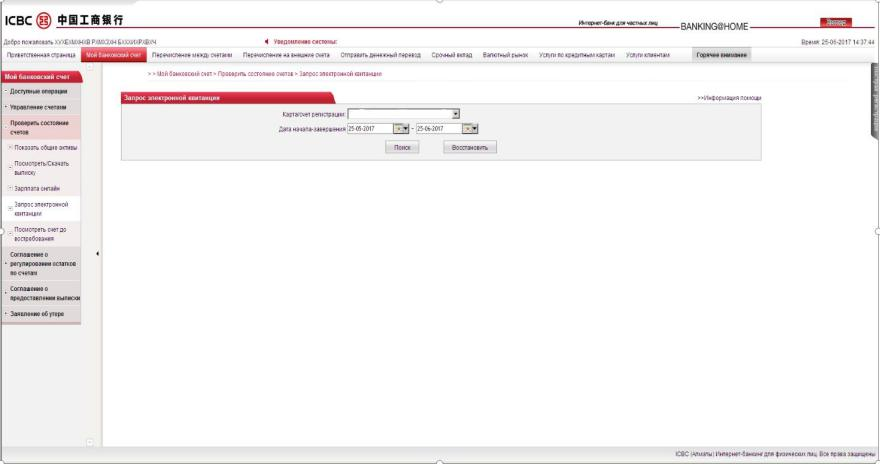 ICBC 中国工商银行
Интернет-банк для частных лиц
BANKING@HOME
Выход
Добро пожаловать
Уведомление системы:
Время: 25-06-2017 14:37:44
Приветственная страница Мой банковский счет Перечисление между счетами Перечисление на внешние счета Отправить денежный перевод Срочный вклад Валютный рынок Услуги по кредитным картам Услуги клиентам Горячее внимание
Мой банковский счет
>> Мой банковский счет > Проверить состояние счетов > Запрос электронной квитанции
Доступные операции
Управление счетами
Проверить состояние
счетов
Показать общие активы
Посмотреть/Скачать
выписку
Зарплата онлайн
Запрос электронной
квитанции
Посмотреть счет до
востребования
Соглашение о
регулировании остатков
по счетам
Соглашение о
предоставлении выписки
Заявление об утере
Запрос электронной квитанции
>>Информация помощи
Карта/счет регистрации:
Дата начала-завершения 25-05-2017 - 25-06-2017
Поиск Восстановить
ICBC (Алматы) Интернет-банкинг для физических лиц. Все права защищены